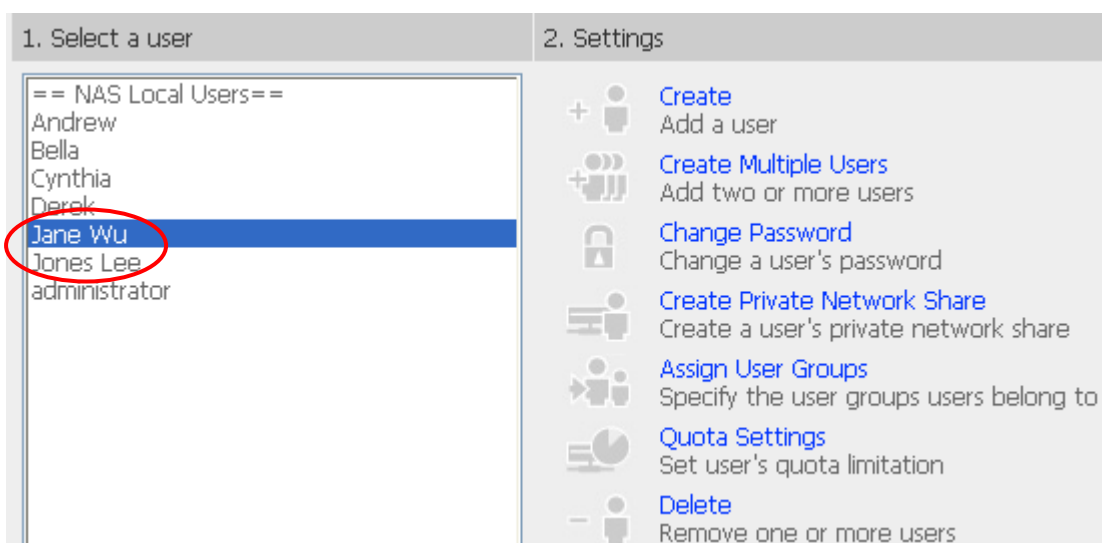 1. Select a user
== NAS Local Users==
Andrew
Bella
Cynthia
Derek
Jane Wu
Jones Lee
administrator
2. Settings
Create
Add a user
Create Multiple Users
Add two or more users
Change Password
Change a user's password
Create Private Network Share
Create a user's private network share
Assign User Groups
Specify the user groups users belong to
Quota Settings
Set user's quota limitation
Delete
Remove one or more users